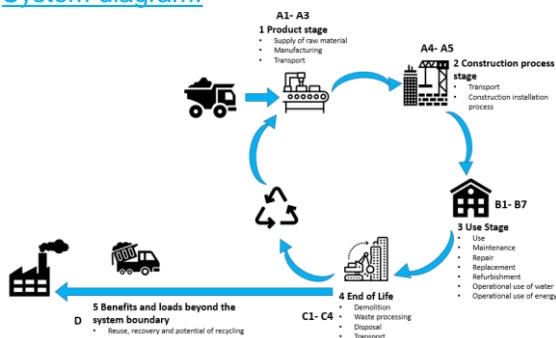 System diagram:
A1- A3
1 Product stage
• Supply of raw material
• Manufacturing
• Transport
A4- A5
2 Construction process
stage
• Transport
• Construction installation
process
B1- B7
3 Use Stage
• Use
• Maintenance
• Repair
• Replacement
• Refurbishment
• Operational use of water
• Operational use of energy
4 End of Life
C1- C4
• Demolition
• Waste processing
• Disposal
• Transport
5 Benefits and loads beyond the
D system boundary
• Reuse, recovery and potential of recycling